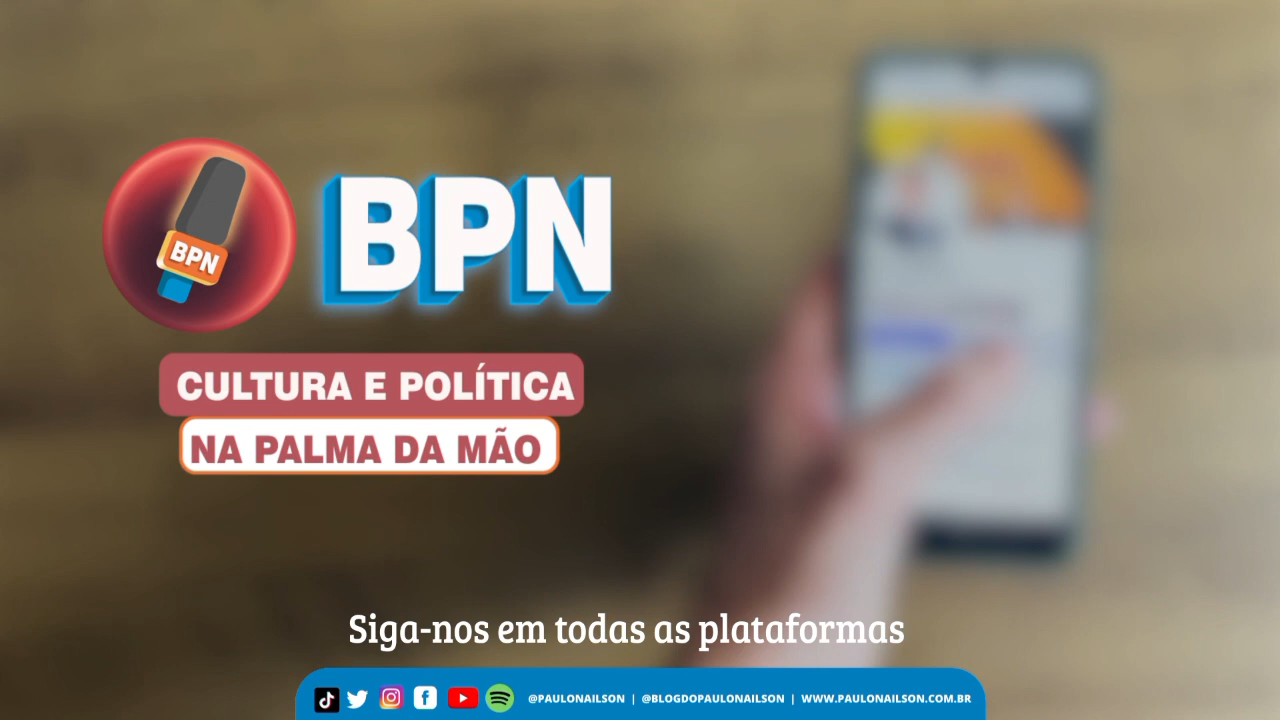 BPN
BPN
CULTURA E POLÍTICA
NA PALMA DA MÃO
Siga-nos em todas as plataformas
@PAULONAILSON | @BLOGDOPAULONAILSON | WWW.PAULONAILSON.COM.BR